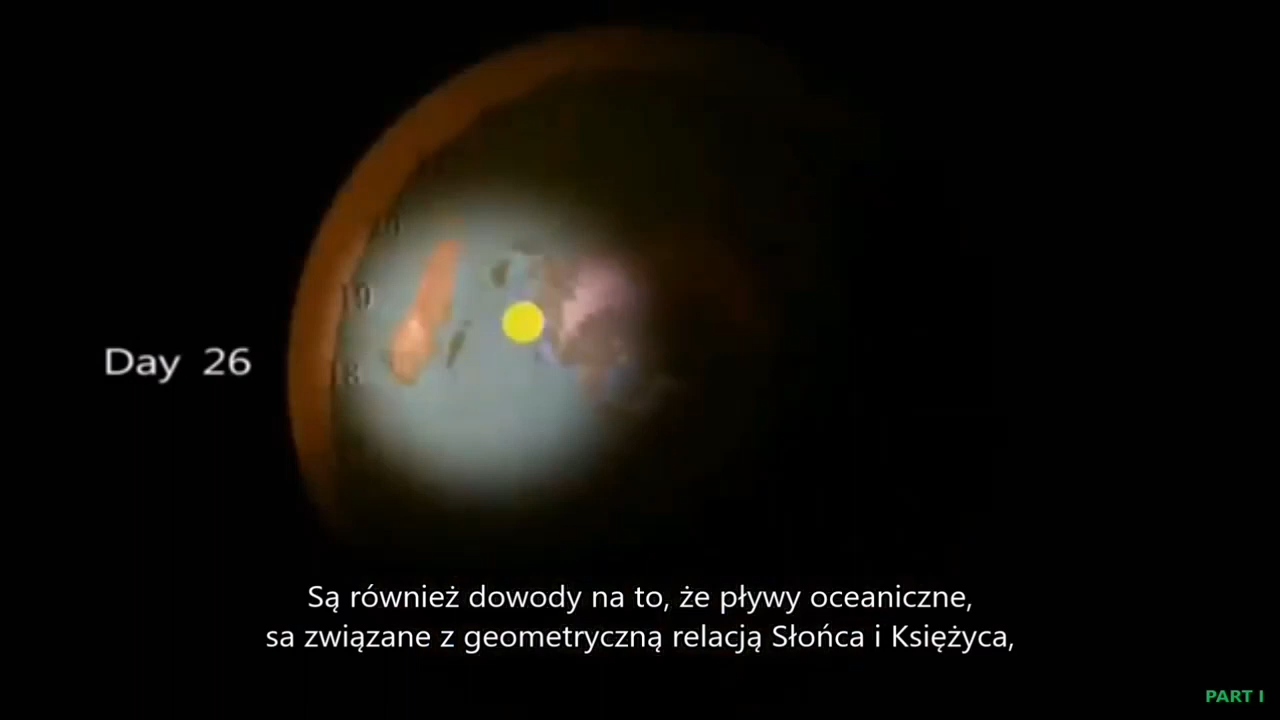 Day 26
Są również dowody na to, że pływy oceaniczne,
sa związane z geometryczną relacją Słońca i Księżyca,
PART I